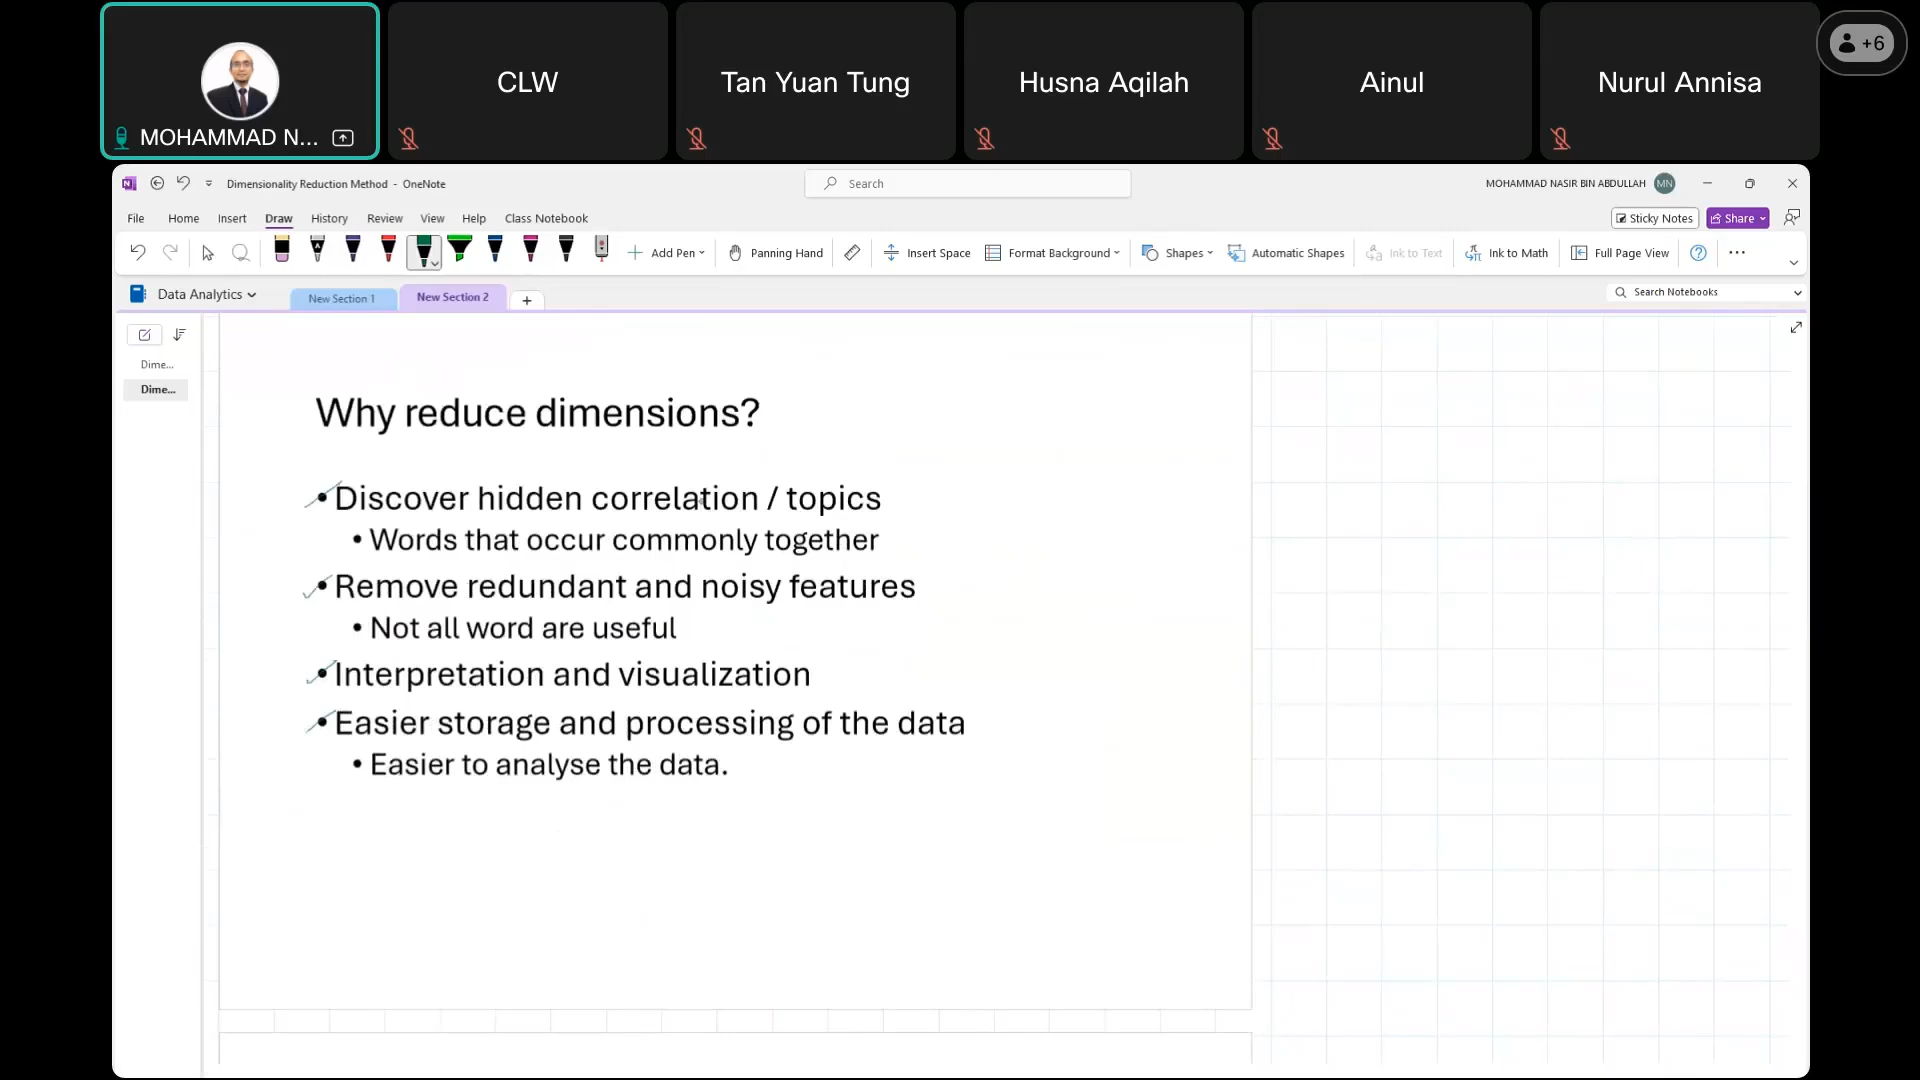 CLW
Tan Yuan Tung
Husna Aqilah
Ainul
Nurul Annisa
+6
MOHAMMAD N...
Dimensionality Reduction Method - OneNote
Search
MOHAMMAD NASIR BIN ABDULLAH
MN
File Home Insert Draw History Review View Help Class Notebook
Sticky Notes
Share
Add Pen
Panning Hand
Insert Space
Format Background
Shapes
Automatic Shapes
Ink to Text
Ink to Math
Full Page View
Data Analytics
New Section 1
New Section 2
Search Notebooks
Dime...
Dime...
Why reduce dimensions?
• Discover hidden correlation / topics
• Words that occur commonly together
• Remove redundant and noisy features
• Not all word are useful
• Interpretation and visualization
• Easier storage and processing of the data
• Easier to analyse the data.